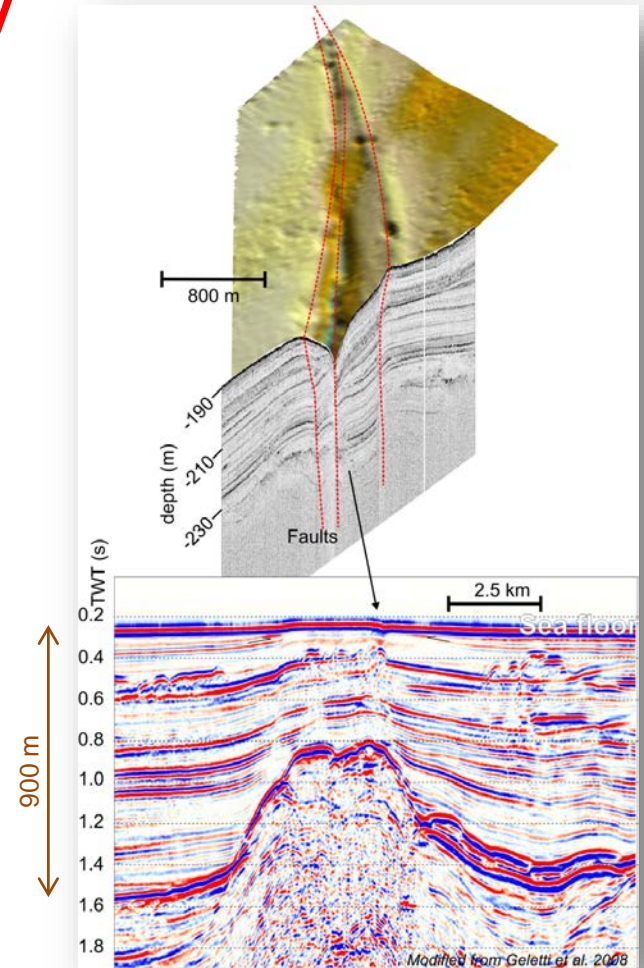 800 m
-190
-210
-230
depth (m)
Faults
TWT (s)
2.5 km
0.2
Sea floor
0.4
0.6
0.8
1.0
1.2
1.4
1.6
1.8
900 m
Modified from Geletti et al. 2008